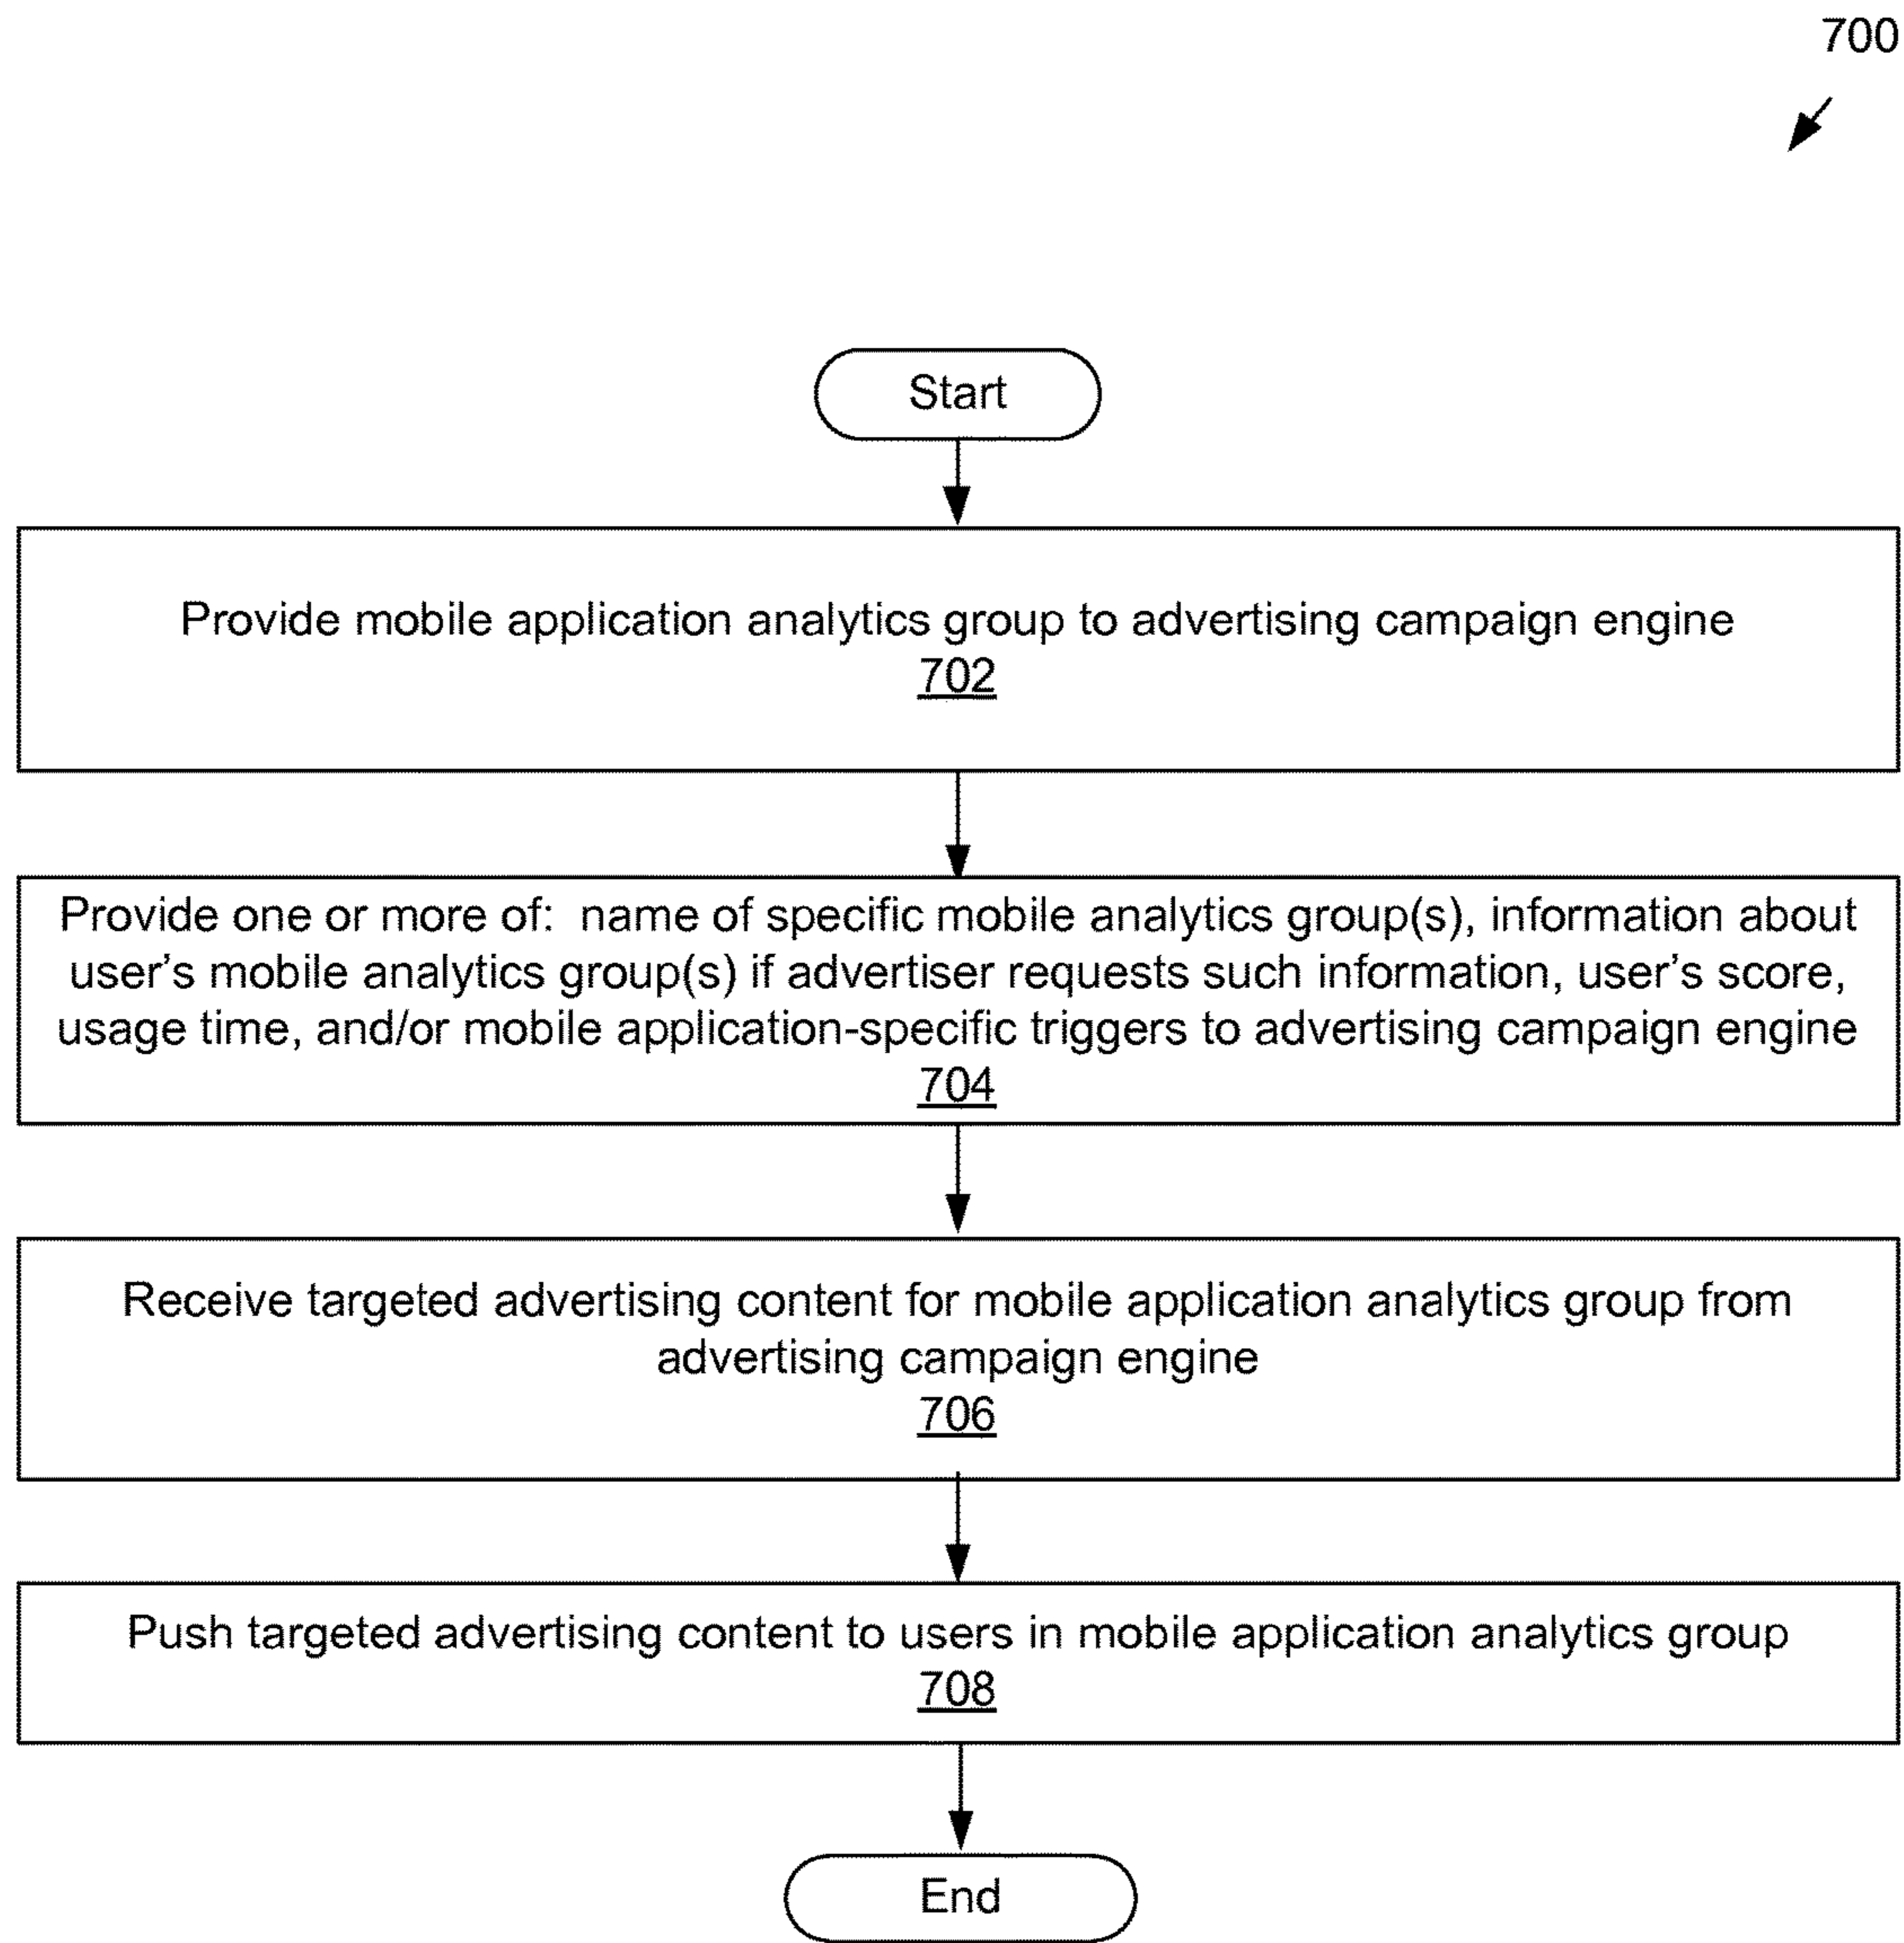 700
Start
Provide mobile application analytics group to advertising campaign engine
702
Provide one or more of: name of specific mobile analytics group(s), information about
user's mobile analytics group(s) if advertiser requests such information, user's score,
usage time, and/or mobile application-specific triggers to advertising campaign engine
704
Receive targeted advertising content for mobile application analytics group from
advertising campaign engine
706
Push targeted advertising content to users in mobile application analytics group
708
End